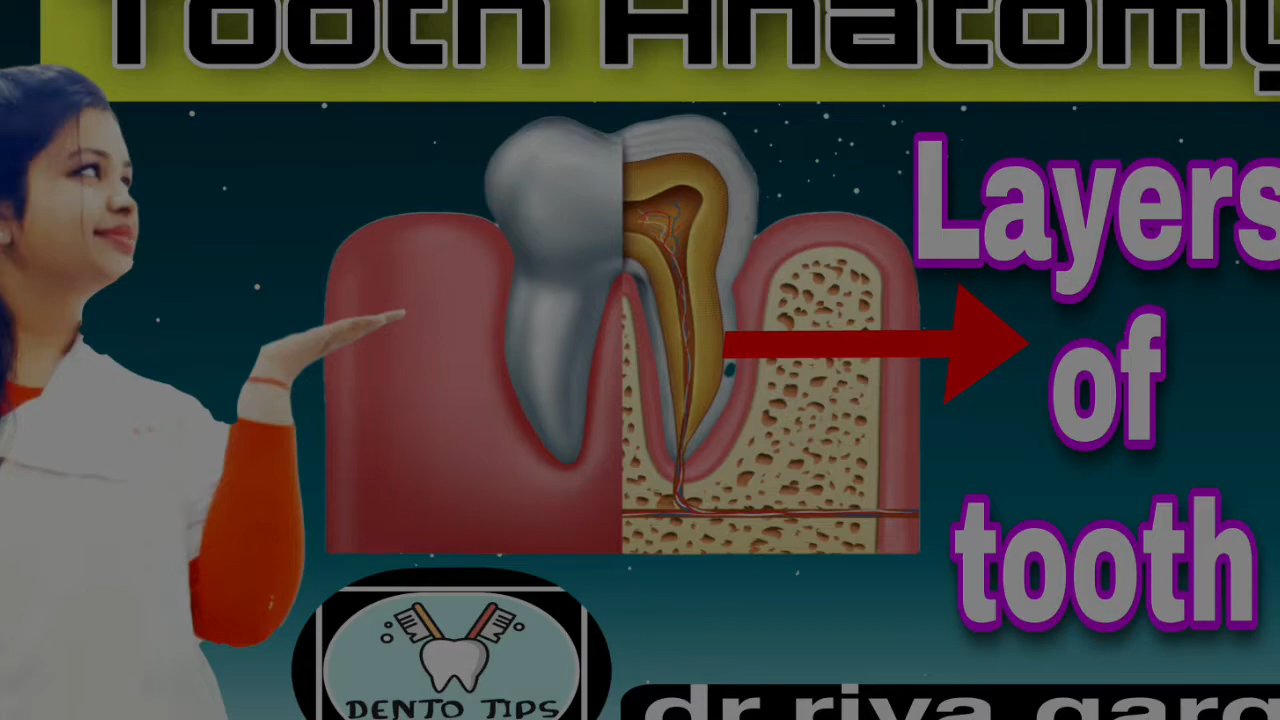 Tooth Anatomy
Layers
of
tooth
DENTO TIPS
dr riya garg